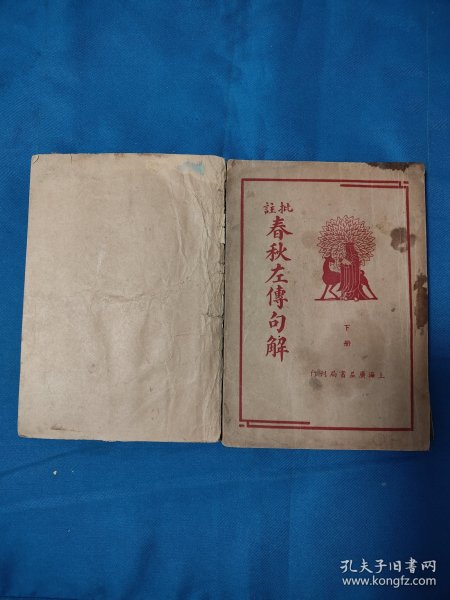 批註
春秋左傳句解
下冊
上海廣益書局刊行
孔夫子旧书网
www.kongfz.com